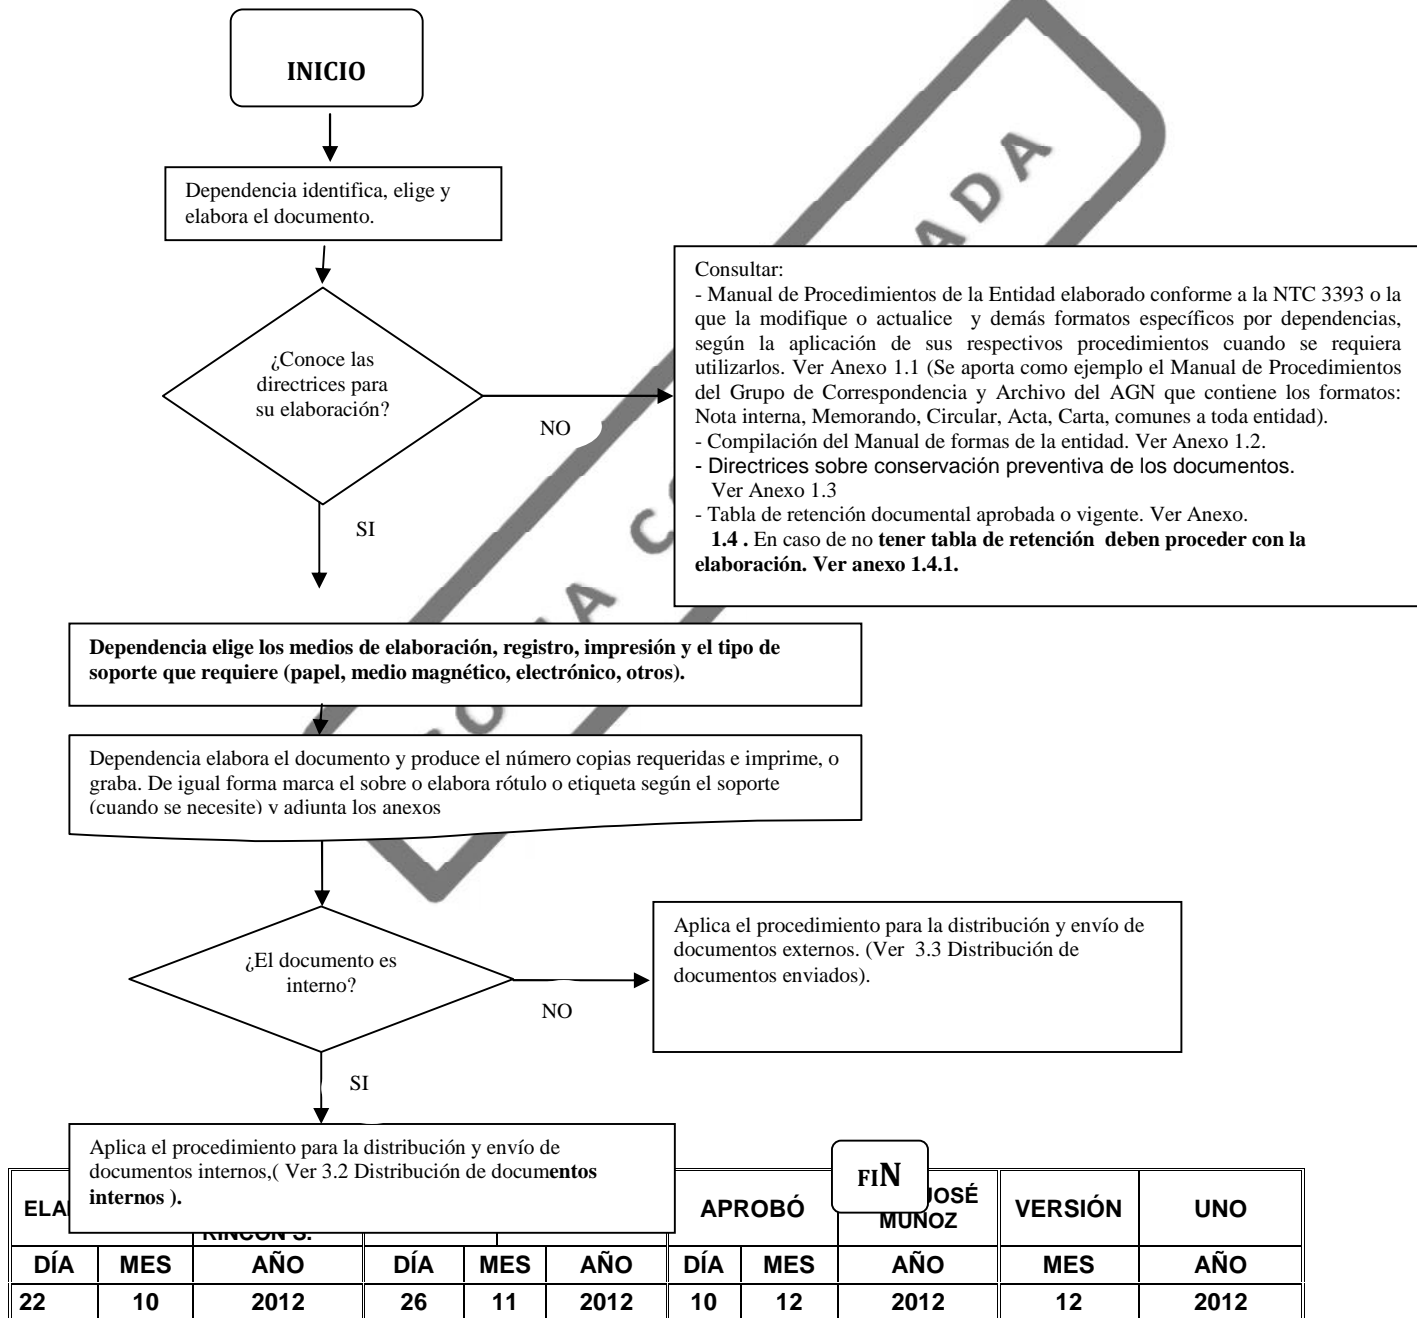 INICIO
Dependencia identifica, elige y
elabora el documento.
¿Conoce las
directrices para
su elaboración?
NO
SI
Consultar:
- Manual de Procedimientos de la Entidad elaborado conforme a la NTC 3393 o la
que la modifique o actualice y demás formatos específicos por dependencias,
según la aplicación de sus respectivos procedimientos cuando se requiera
utilizarlos. Ver Anexo 1.1 (Se aporta como ejemplo el Manual de Procedimientos
del Grupo de Correspondencia y Archivo del AGN que contiene los formatos:
Nota interna, Memorando, Circular, Acta, Carta, comunes a toda entidad).
- Compilación del Manual de formas de la entidad. Ver Anexo 1.2.
- Directrices sobre conservación preventiva de los documentos.
Ver Anexo 1.3
- Tabla de retención documental aprobada o vigente. Ver Anexo.
1.4 . En caso de no tener tabla de retención deben proceder con la
elaboración. Ver anexo 1.4.1.
Dependencia elige los medios de elaboración, registro, impresión y el tipo de
soporte que requiere (papel, medio magnético, electrónico, otros).
Dependencia elabora el documento y produce el número copias requeridas e imprime, o
graba. De igual forma marca el sobre o elabora rótulo o etiqueta según el soporte
(cuando se necesite) y adjunta los anexos
¿El documento es
interno?
NO
SI
Aplica el procedimiento para la distribución y envío de
documentos externos. (Ver 3.3 Distribución de
documentos enviados).
Aplica el procedimiento para la distribución y envío de
documentos internos,( Ver 3.2 Distribución de documentos
internos ).
FIN
RINCÓN S.
APROBÓ
JOSÉ
MUÑOZ
VERSIÓN
UNO
DÍA MES AÑO DÍA MES AÑO DÍA MES AÑO MES AÑO
22 10 2012 26 11 2012 10 12 2012 12 2012